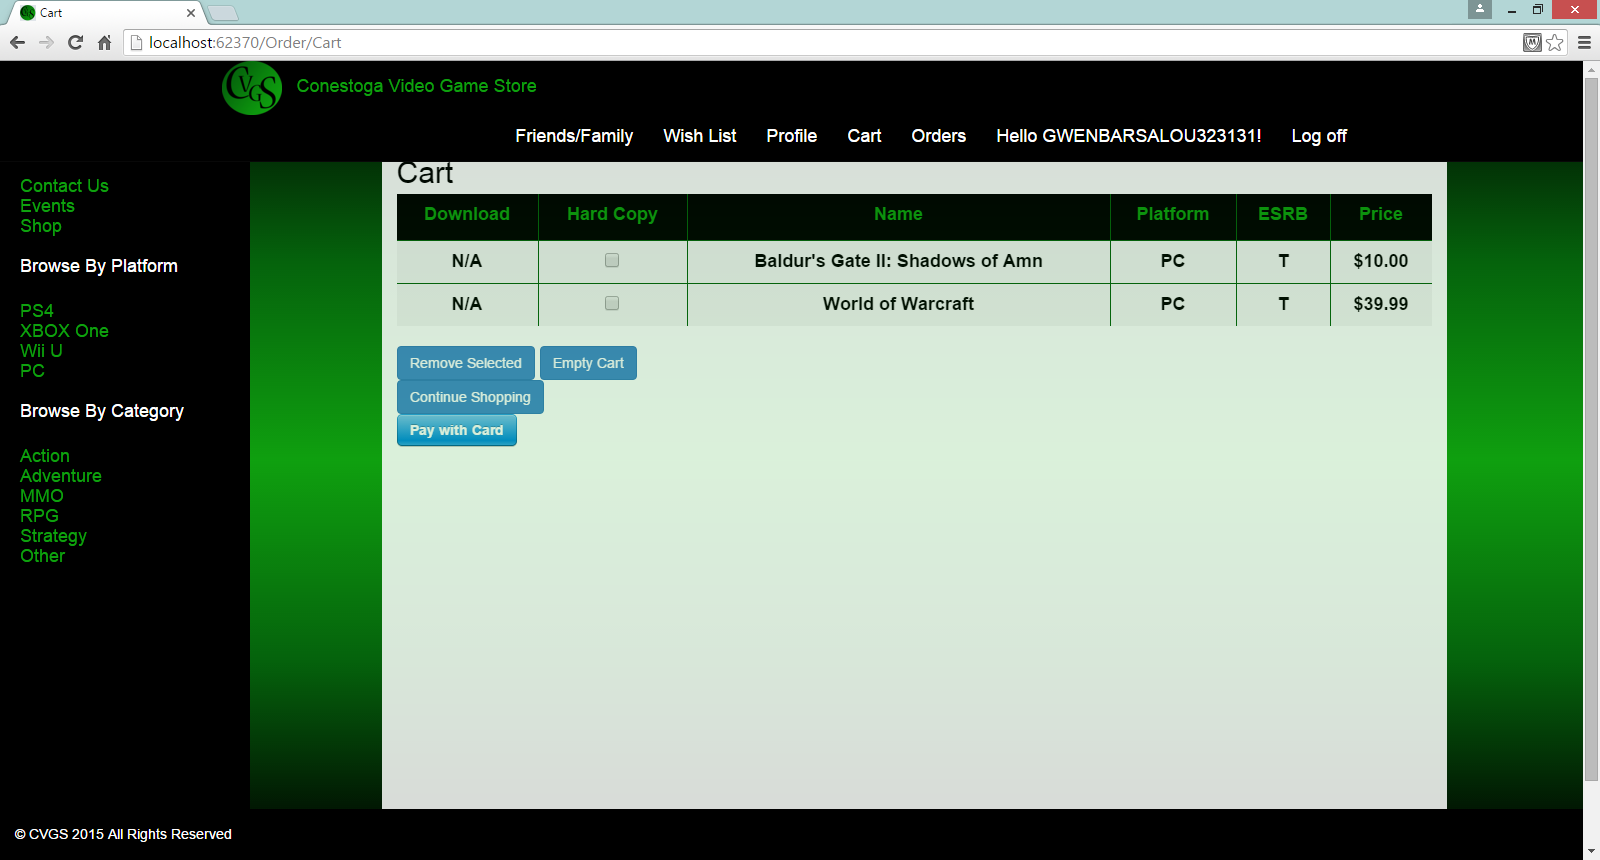 Cart
localhost:62370/Order/Cart
CVGS
Conestoga Video Game Store
Friends/Family Wish List Profile Cart Orders Hello GWENBARSALOU323131! Log off
Contact Us
Events
Shop
Browse By Platform
PS4
XBOX One
Wii U
PC
Browse By Category
Action
Adventure
MMO
RPG
Strategy
Other
Cart
Download Hard Copy Name Platform ESRB Price
N/A Baldur's Gate II: Shadows of Amn PC T $10.00
N/A World of Warcraft PC T $39.99
Remove Selected Empty Cart
Continue Shopping
Pay with Card
© CVGS 2015 All Rights Reserved